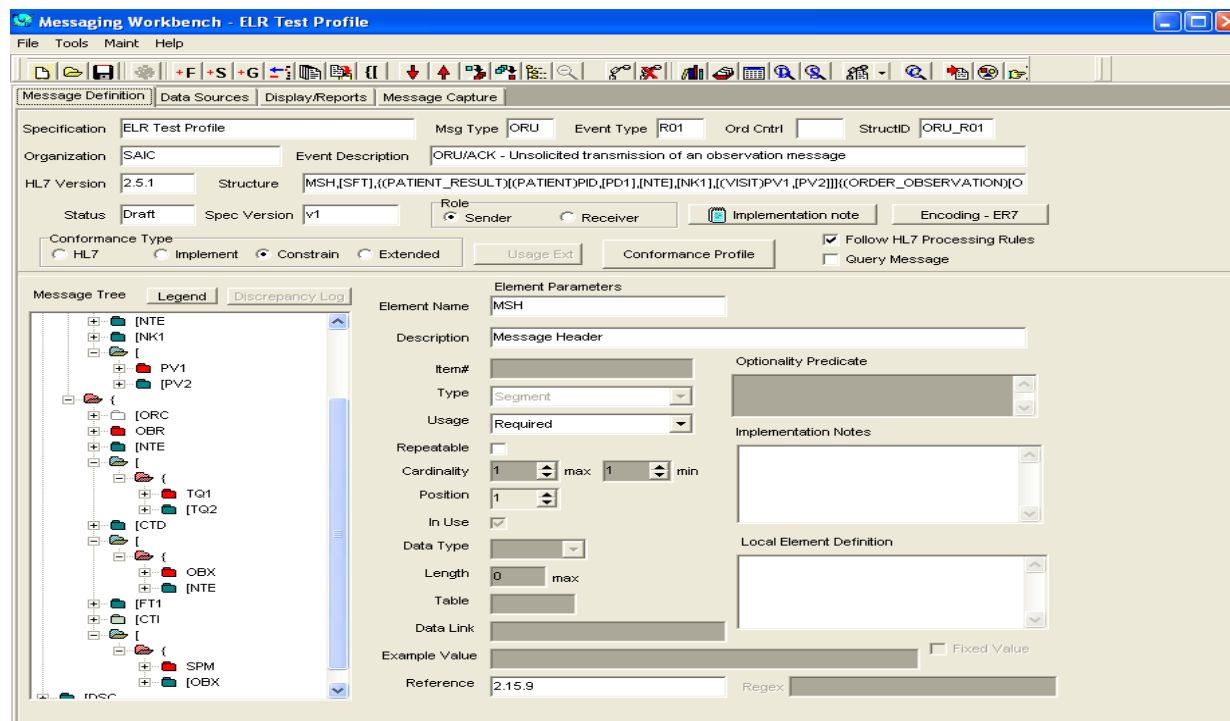 Messaging Workbench - ELR Test Profile
File Tools Maint Help
+F +S +G {[
Message Definition Data Sources Display/Reports Message Capture
Specification ELR Test Profile Msg Type ORU Event Type R01 Ord Cntrl StructID ORU_R01
Organization SAIC Event Description ORU/ACK - Unsolicited transmission of an observation message
HL7 Version 2.5.1 Structure MSH,[SFT],{(PATIENT_RESULT)[(PATIENT)PID,[PD1],[NTE],[NK1],[(VISIT)PV1,[PV2]]]{(ORDER_OBSERVATION)[O
Status Draft Spec Version v1 Role Sender Receiver Implementation note Encoding - ER7
Conformance Type
HL7 Implement Constrain Extended Usage Ext Conformance Profile Follow HL7 Processing Rules
Query Message
Message Tree Legend Discrepancy Log
[NTE
[NK1
[
PV1
[PV2
{
[ORC
OBR
[NTE
[
{
TQ1
[TQ2
[CTD
[
{
OBX
[NTE
[FT1
[CTI
[
{
SPM
[OBX
[DSC
Element Parameters
Element Name MSH
Description Message Header
Item#
Type Segment
Usage Required
Repeatable
Cardinality 1 max 1 min
Position 1
In Use
Data Type
Length 0 max
Table
Data Link
Example Value Fixed Value
Reference 2.15.9 Regex
Optionality Predicate
Implementation Notes
Local Element Definition